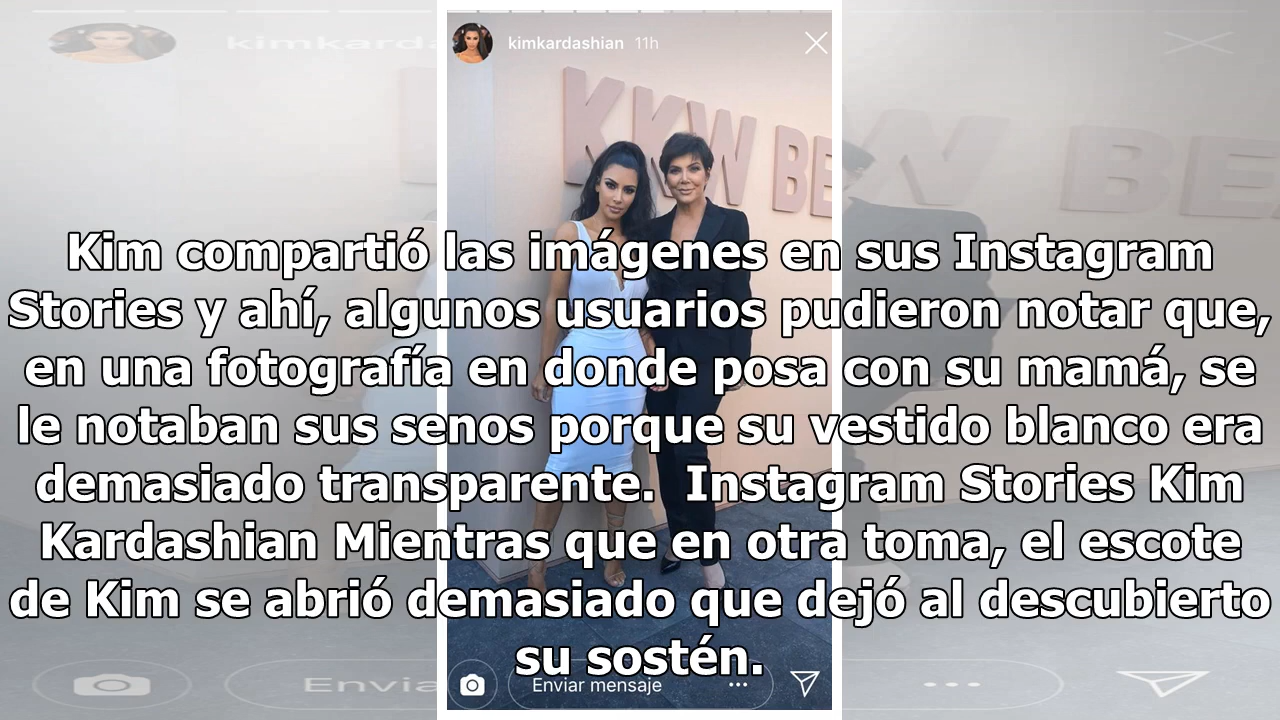 kimkardashian 11h
KKW BE
Kim compartió las imágenes en sus Instagram
Stories y ahí, algunos usuarios pudieron notar que,
en una fotografía en donde posa con su mamá, se
le notaban sus senos porque su vestido blanco era
demasiado transparente.  Instagram Stories Kim
Kardashian Mientras que en otra toma, el escote
de Kim se abrió demasiado que dejó al descubierto
su sostén.
Enviar mensaje